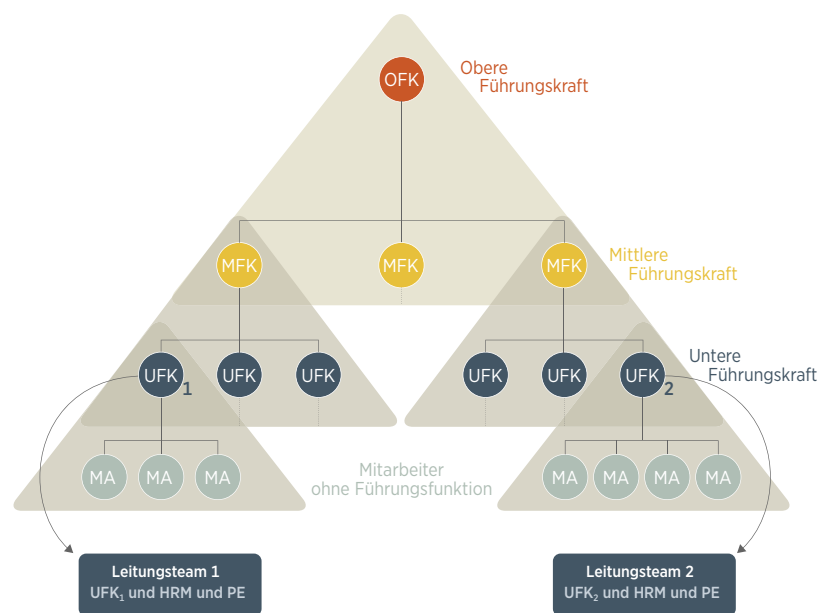 OFK
Obere
Führungskraft
MFK
MFK
MFK
Mittlere
Führungskraft
UFK
1
UFK
UFK
UFK
UFK
UFK
2
Untere
Führungskraft
MA
MA
MA
Mitarbeiter
ohne Führungsfunktion
MA
MA
MA
MA
Leitungsteam 1
UFK₁ und HRM und PE
Leitungsteam 2
UFK₂ und HRM und PE